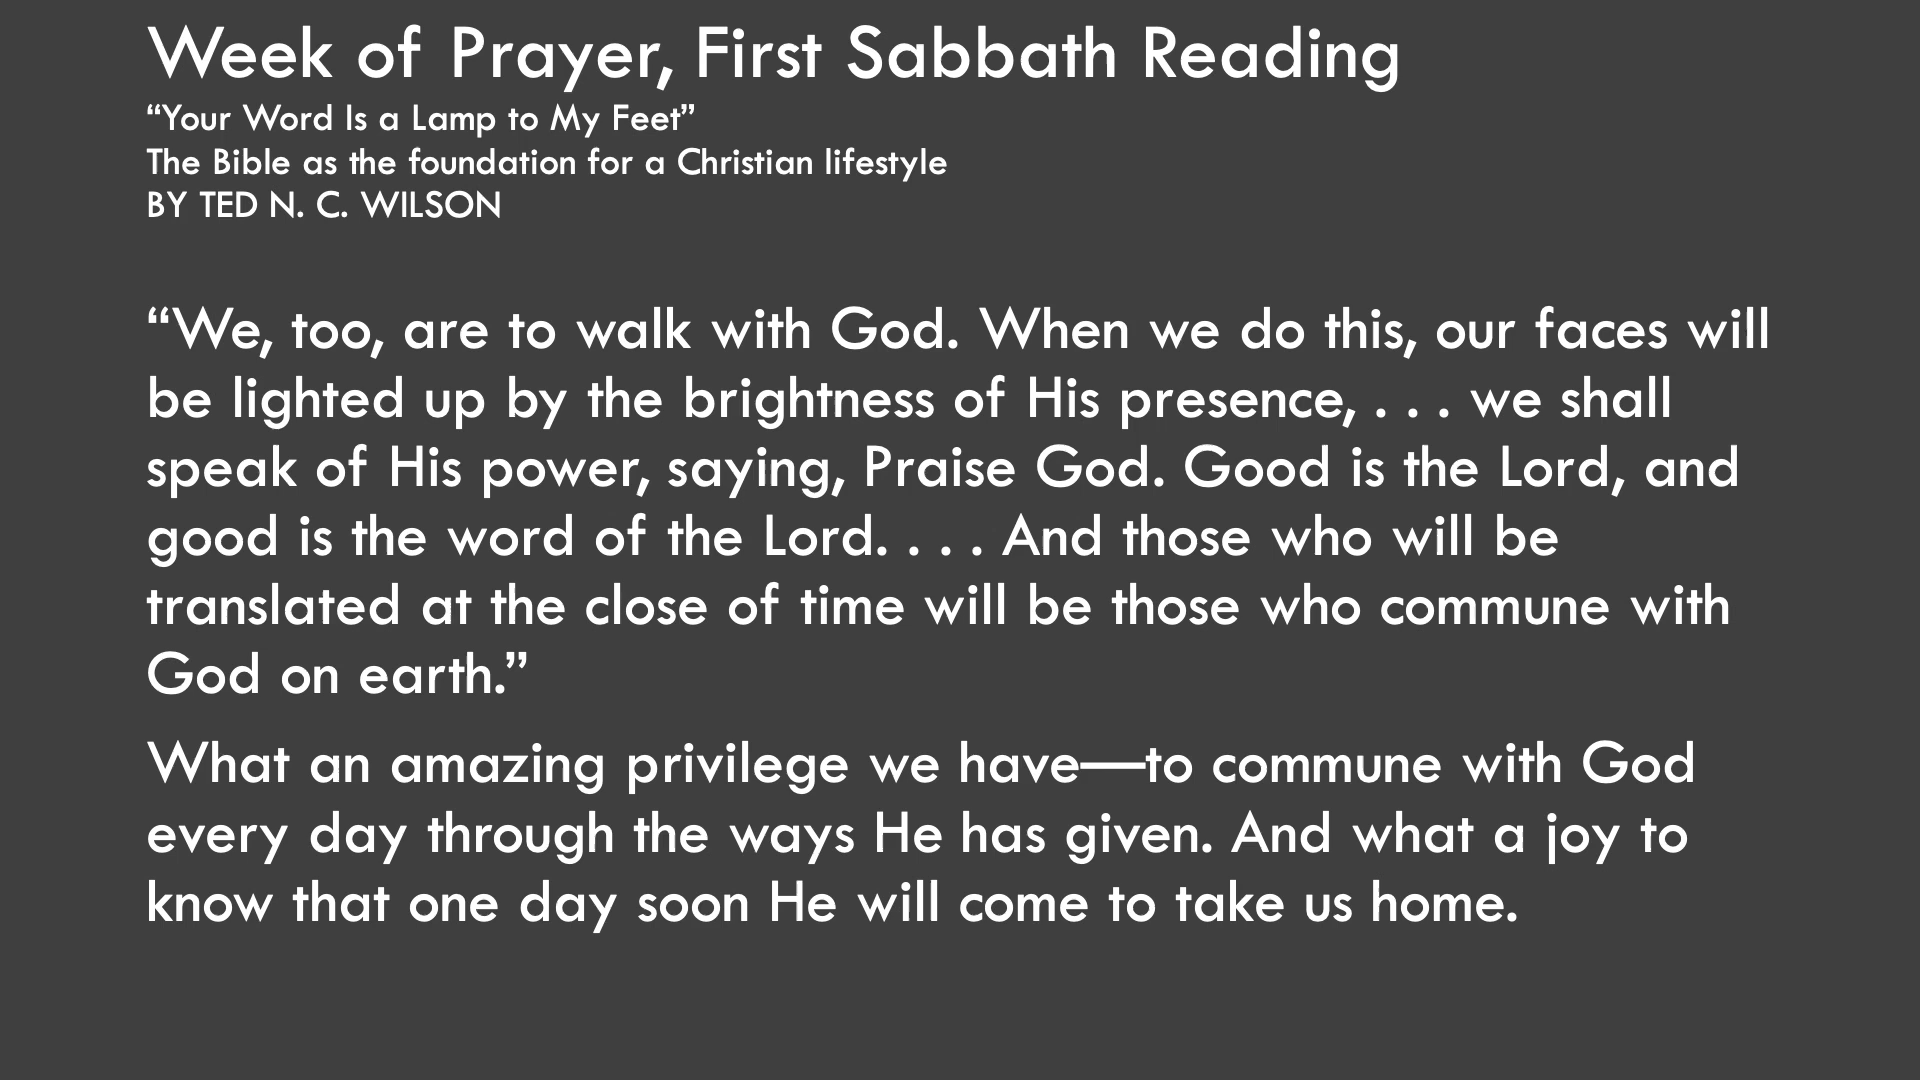 Week of Prayer, First Sabbath Reading
“Your Word Is a Lamp to My Feet”
The Bible as the foundation for a Christian lifestyle
BY TED N. C. WILSON
“We, too, are to walk with God. When we do this, our faces will
be lighted up by the brightness of His presence, . . . we shall
speak of His power, saying, Praise God. Good is the Lord, and
good is the word of the Lord. . . . And those who will be
translated at the close of time will be those who commune with
God on earth.”
What an amazing privilege we have—to commune with God
every day through the ways He has given. And what a joy to
know that one day soon He will come to take us home.